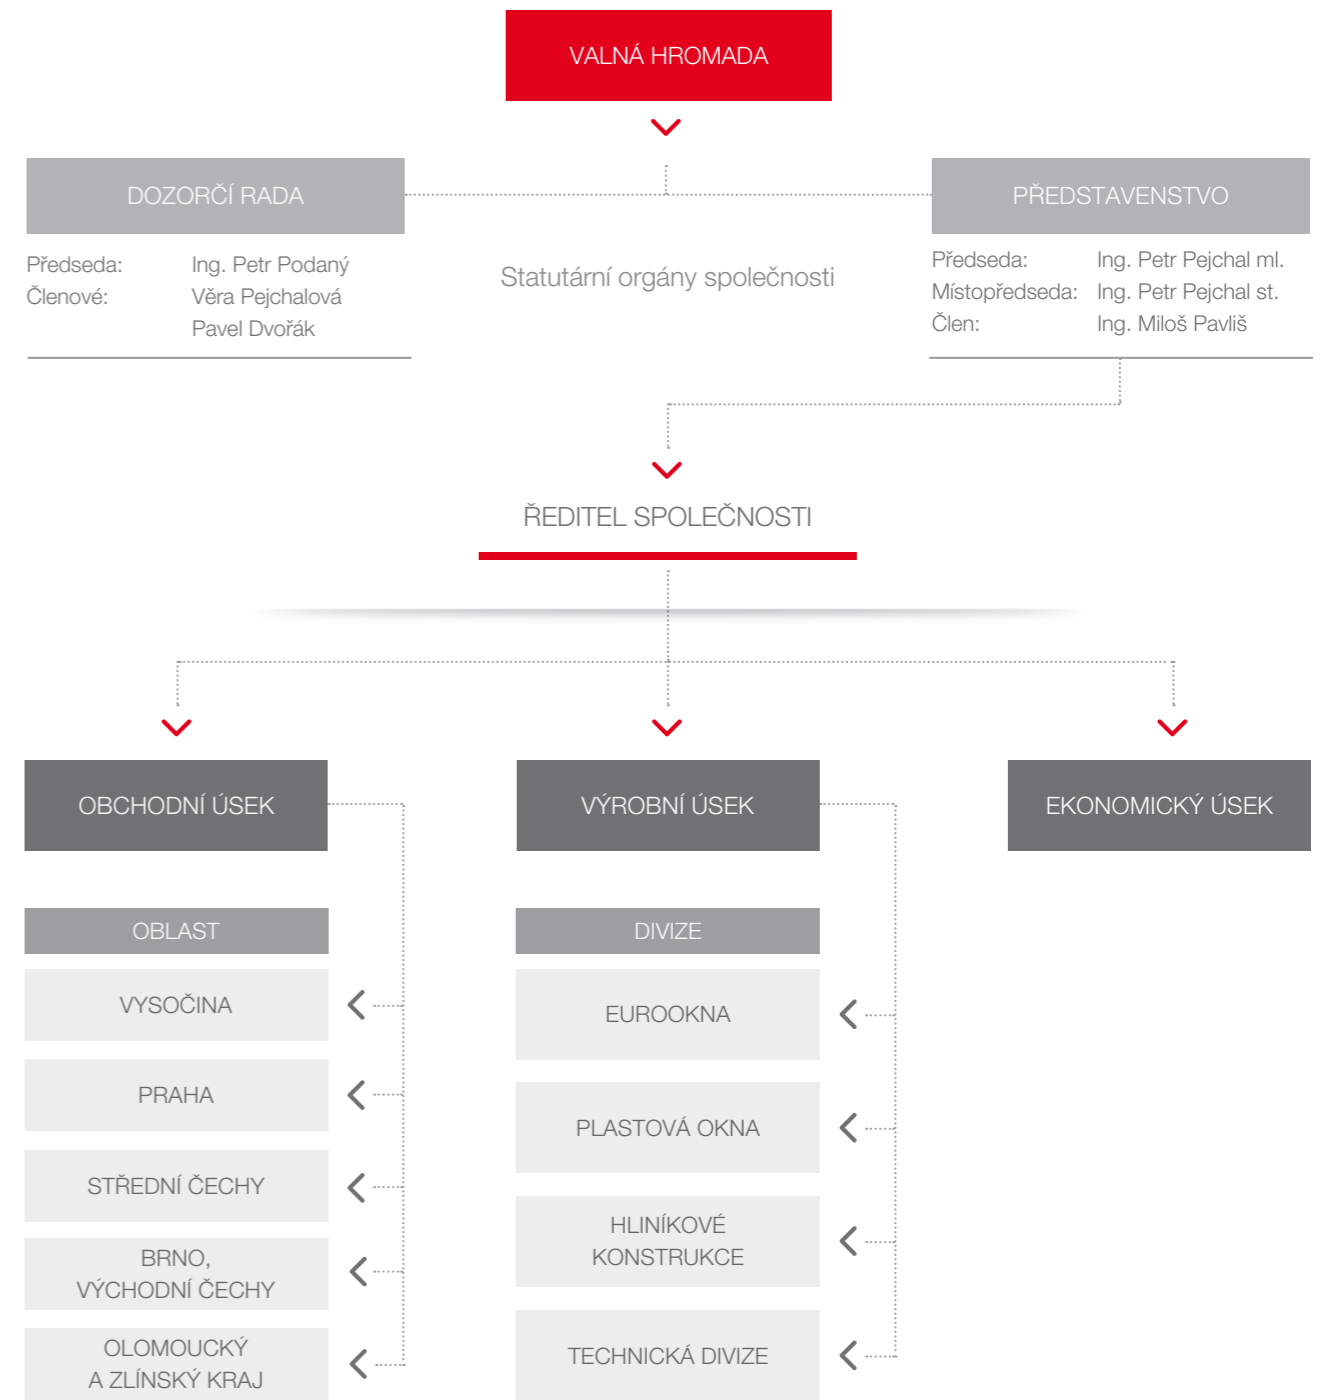 VALNÁ HROMADA
DOZORČÍ RADA
Předseda: Ing. Petr Podaný
Členové: Věra Pejchalová
Pavel Dvořák
Statutární orgány společnosti
PŘEDSTAVENSTVO
Předseda: Ing. Petr Pejchal ml.
Místopředseda: Ing. Petr Pejchal st.
Člen: Ing. Miloš Pavliš
ŘEDITEL SPOLEČNOSTI
OBCHODNÍ ÚSEK
OBLAST
VYSOČINA
PRAHA
STŘEDNÍ ČECHY
BRNO,
VÝCHODNÍ ČECHY
OLOMOUCKÝ
A ZLÍNSKÝ KRAJ
VÝROBNÍ ÚSEK
DIVIZE
EUROOKNA
PLASTOVÁ OKNA
HLINÍKOVÉ
KONSTRUKCE
TECHNICKÁ DIVIZE
EKONOMICKÝ ÚSEK